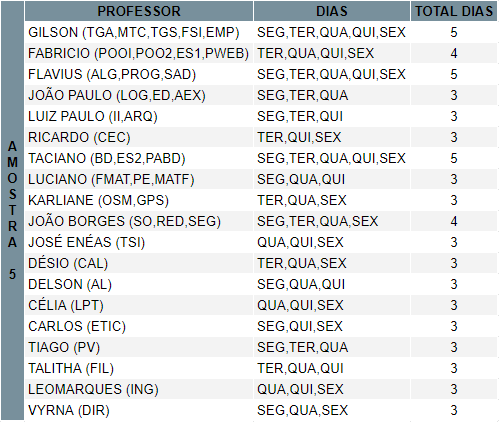 PROFESSOR DIAS TOTAL DIAS
GILSON (TGA,MTC,TGS,FSI,EMP) SEG,TER,QUA,QUI,SEX 5
FABRICIO (POOI,POO2,ES1,PWEB) TER,QUA,QUI,SEX 4
FLAVIUS (ALG,PROG,SAD) SEG,TER,QUA,QUI,SEX 5
JOÃO PAULO (LOG,ED,AEX) SEG,TER,QUA 3
LUIZ PAULO (II,ARQ) SEG,TER,QUI 3
RICARDO (CEC) TER,QUI,SEX 3
TACIANO (BD,ES2,PABD) SEG,TER,QUA,QUI,SEX 5
LUCIANO (FMAT,PE,MATF) SEG,QUA,QUI 3
KARLIANE (OSM,GPS) TER,QUA,SEX 3
JOÃO BORGES (SO,RED,SEG) SEG,TER,QUA,SEX 4
JOSÉ ENÉAS (TSI) QUA,QUI,SEX 3
DÉSIO (CAL) TER,QUA,SEX 3
DELSON (AL) SEG,QUA,QUI 3
CÉLIA (LPT) QUA,QUI,SEX 3
CARLOS (ETIC) SEG,QUI,SEX 3
TIAGO (PV) SEG,TER,QUA 3
TALITHA (FIL) TER,QUA,QUI 3
LEOMARQUES (ING) QUA,QUI,SEX 3
VYRNA (DIR) SEG,QUA,SEX 3
AMOSTRA 5